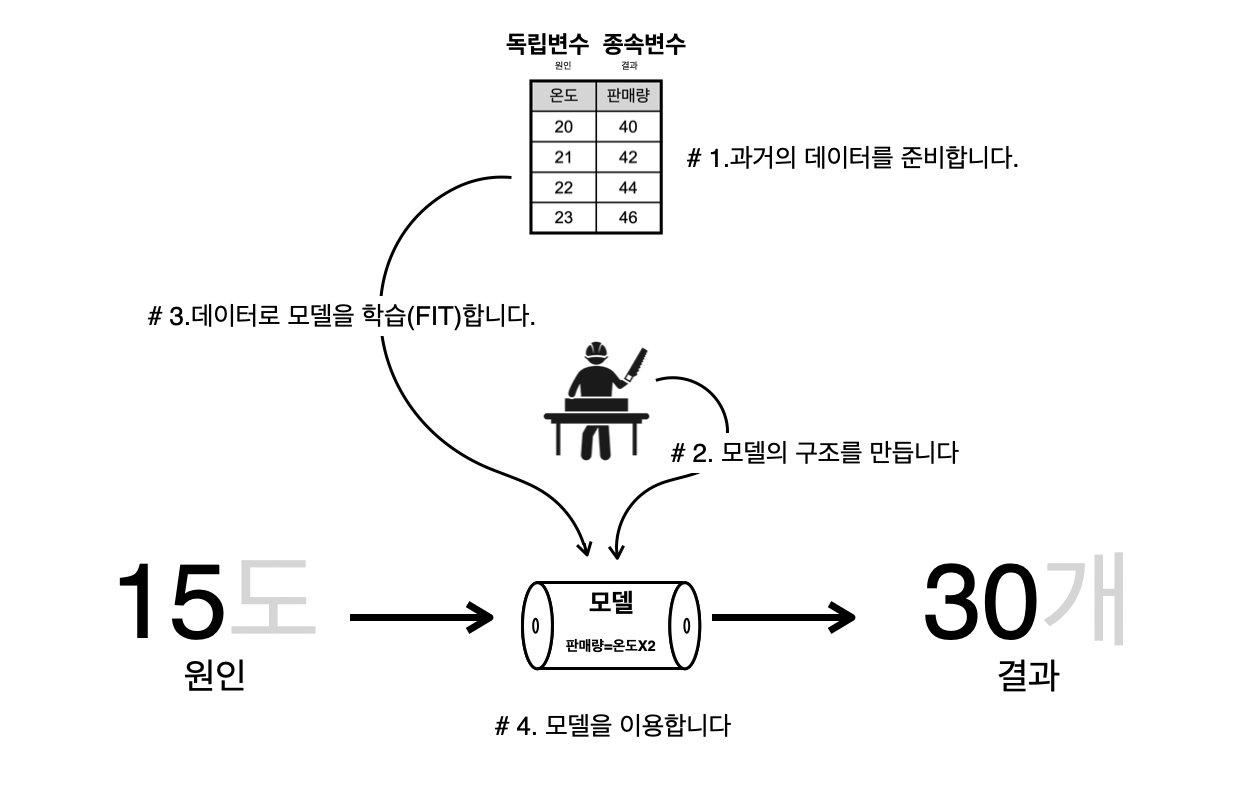 독립변수 종속변수
원인 결과
온도 판매량
20 40
21 42
22 44
23 46
# 1.과거의 데이터를 준비합니다.
# 3.데이터로 모델을 학습(FIT)합니다.
# 2. 모델의 구조를 만듭니다
15도
원인
모델
판매량=온도X2
30개
결과
# 4. 모델을 이용합니다